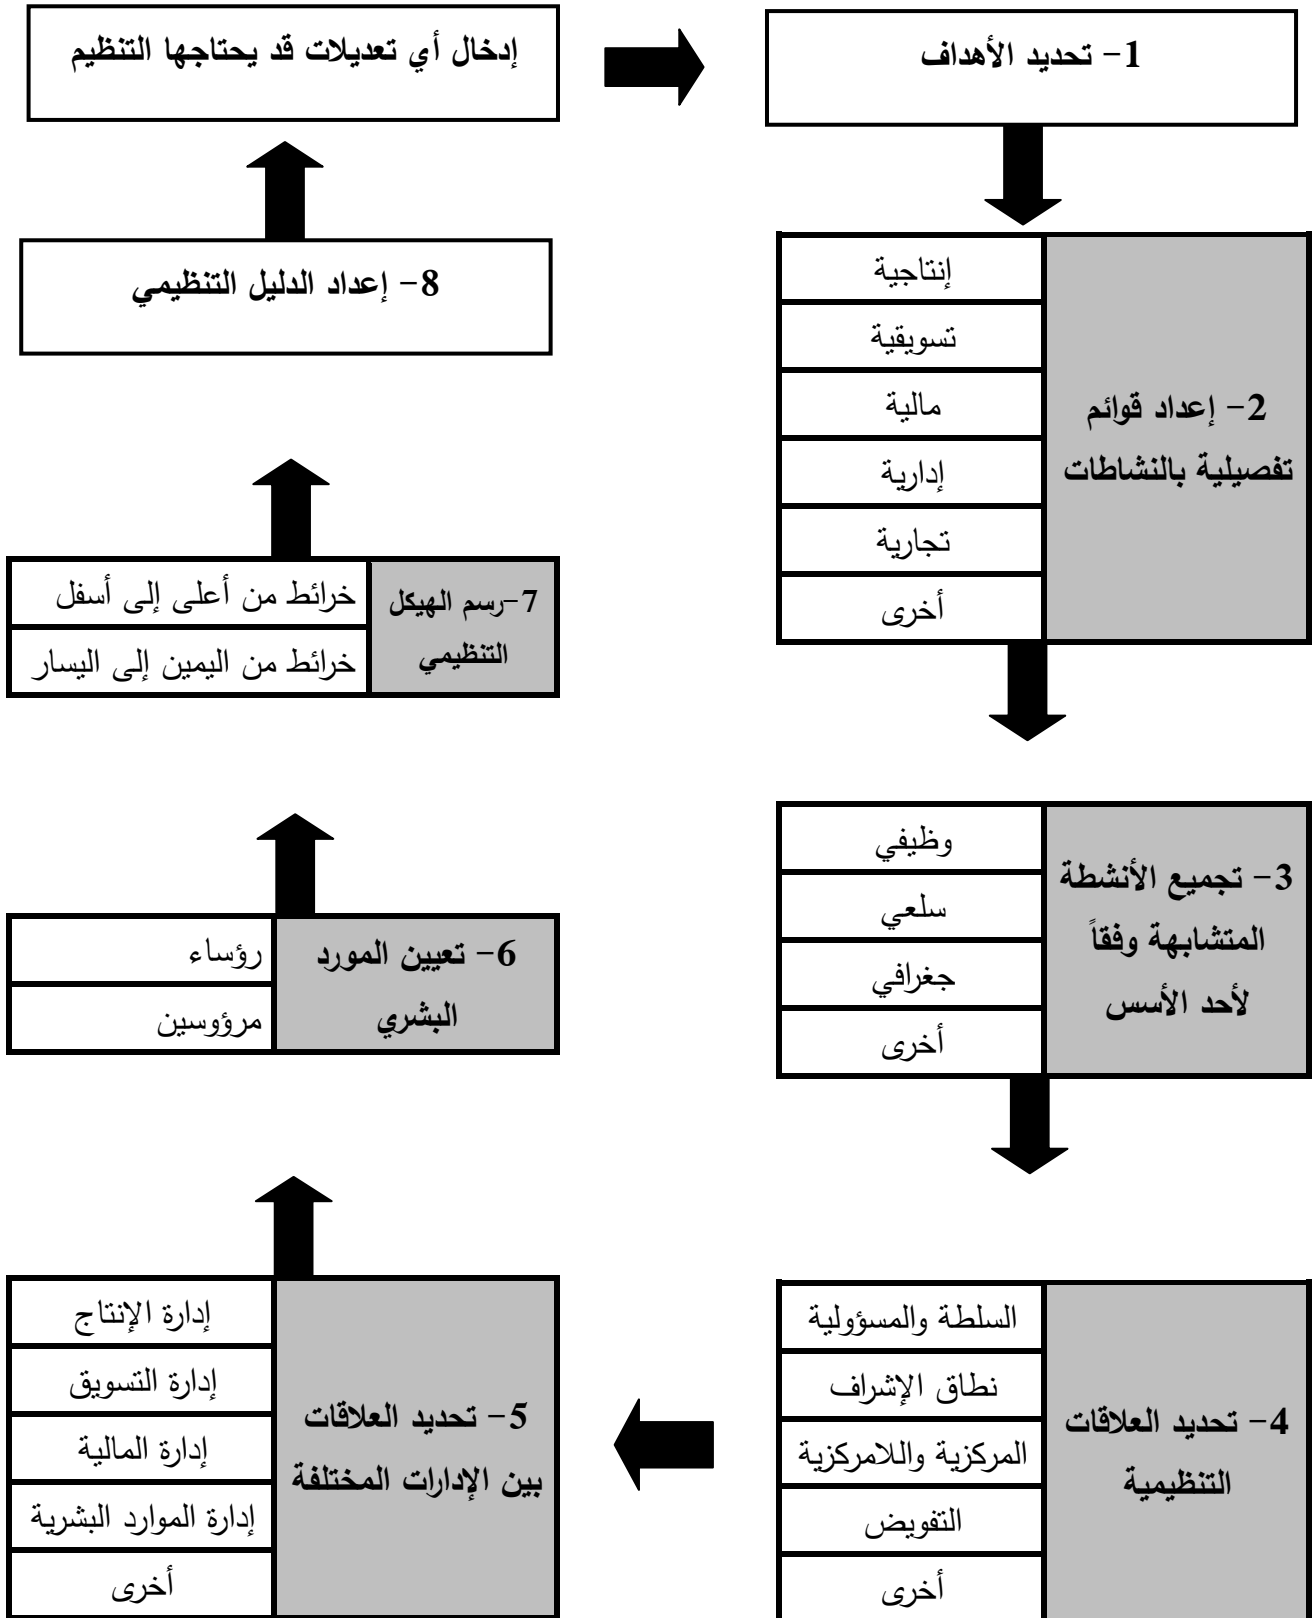 1- تحديد الأهداف
2- إعداد قوائم
تفصيلية بالنشاطات
إنتاجية
تسويقية
مالية
إدارية
تجارية
أخرى
3- تجميع الأنشطة
المتشابهة وفقاً
لأحد الأسس
وظيفي
سلعي
جغرافي
أخرى
4- تحديد العلاقات
التنظيمية
السلطة والمسؤولية
نطاق الإشراف
المركزية واللامركزية
التفويض
أخرى
5- تحديد العلاقات
بين الإدارات المختلفة
إدارة الإنتاج
إدارة التسويق
إدارة المالية
إدارة الموارد البشرية
أخرى
6- تعيين المورد
البشري
رؤساء
مرؤوسين
7-رسم الهيكل
التنظيمي
خرائط من أعلى إلى أسفل
خرائط من اليمين إلى اليسار
8- إعداد الدليل التنظيمي
إدخال أي تعديلات قد يحتاجها التنظيم